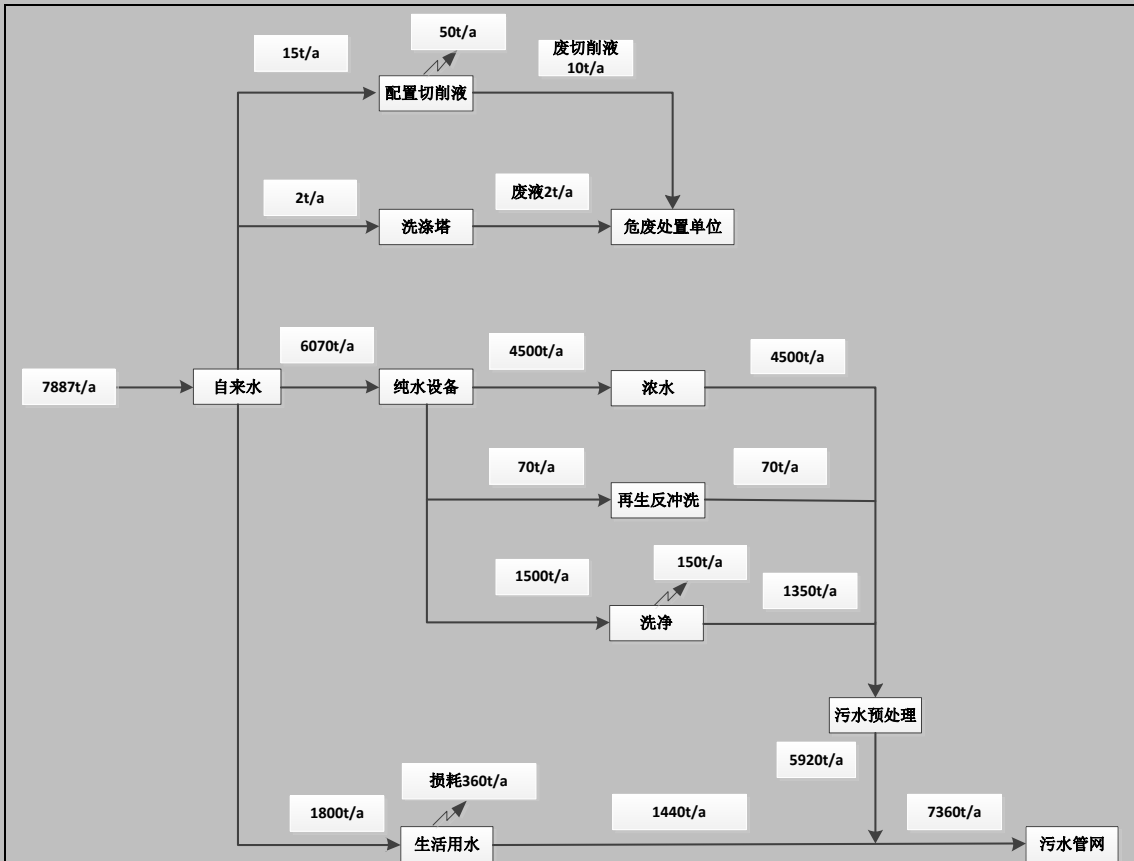 50t/a
15t/a
废切削液
10t/a
配置切削液
2t/a
废液2t/a
洗涤塔
危废处置单位
6070t/a
4500t/a
4500t/a
7887t/a
自来水
纯水设备
浓水
70t/a
70t/a
再生反冲洗
150t/a
1500t/a
1350t/a
洗净
污水预处理
5920t/a
损耗360t/a
1800t/a
1440t/a
7360t/a
生活用水
污水管网